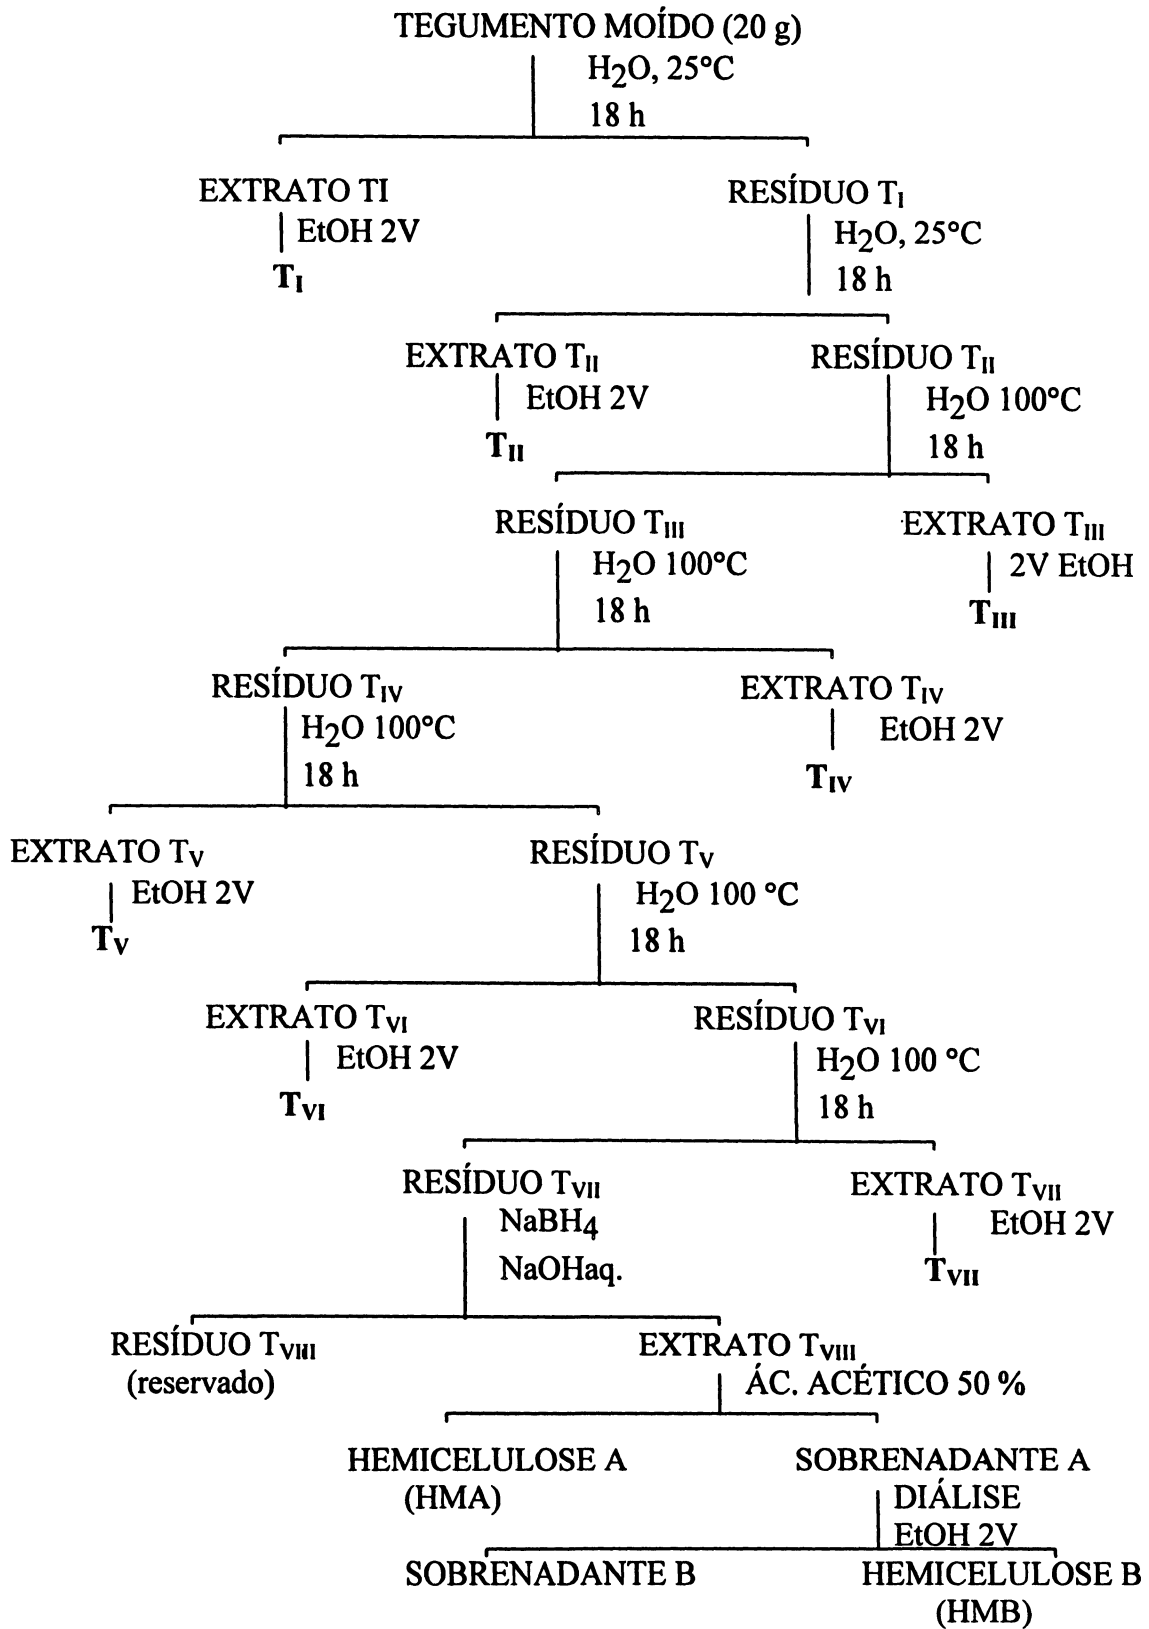 TEGUMENTO MOÍDO (20 g)
H2O, 25°C
18 h
EXTRATO TI
RESÍDUO TI
EtOH 2V
H2O, 25°C
TI
18 h
EXTRATO TII
RESÍDUO TII
EtOH 2V
H2O 100°C
TII
18 h
RESÍDUO TIII
EXTRATO TIII
H2O 100°C
2V EtOH
18 h
TIII
RESÍDUO TIV
EXTRATO TIV
H2O 100°C
EtOH 2V
18 h
TIV
EXTRATO TV
RESÍDUO TV
EtOH 2V
H2O 100 °C
TV
18 h
EXTRATO TVI
RESÍDUO TVI
EtOH 2V
H2O 100 °C
TVI
18 h
RESÍDUO TVII
EXTRATO TVII
NaBH4
EtOH 2V
NaOHaq.
TVII
RESÍDUO TVIII
EXTRATO TVIII
(reservado)
ÁC. ACÉTICO 50 %
HEMICELULOSE A
SOBRENADANTE A
(HMA)
DIÁLISE
EtOH 2V
SOBRENADANTE B
HEMICELULOSE B
(HMB)